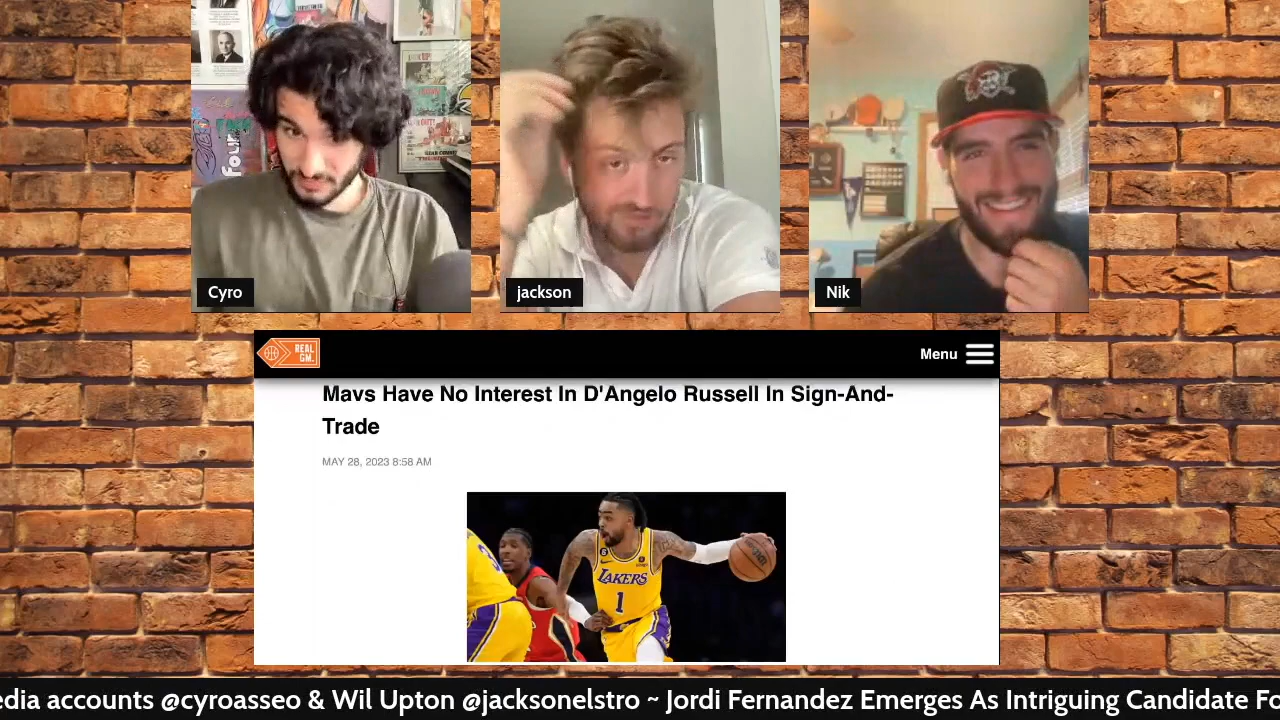 Cyro
jackson
Nik
REAL
GM.
Menu
Mavs Have No Interest In D'Angelo Russell In Sign-And-
Trade
MAY 28, 2023 8:58 AM
LAKERS
1
edia accounts @cyroasseo & Wil Upton @jacksonelstro ~ Jordi Fernandez Emerges As Intriguing Candidate Fo